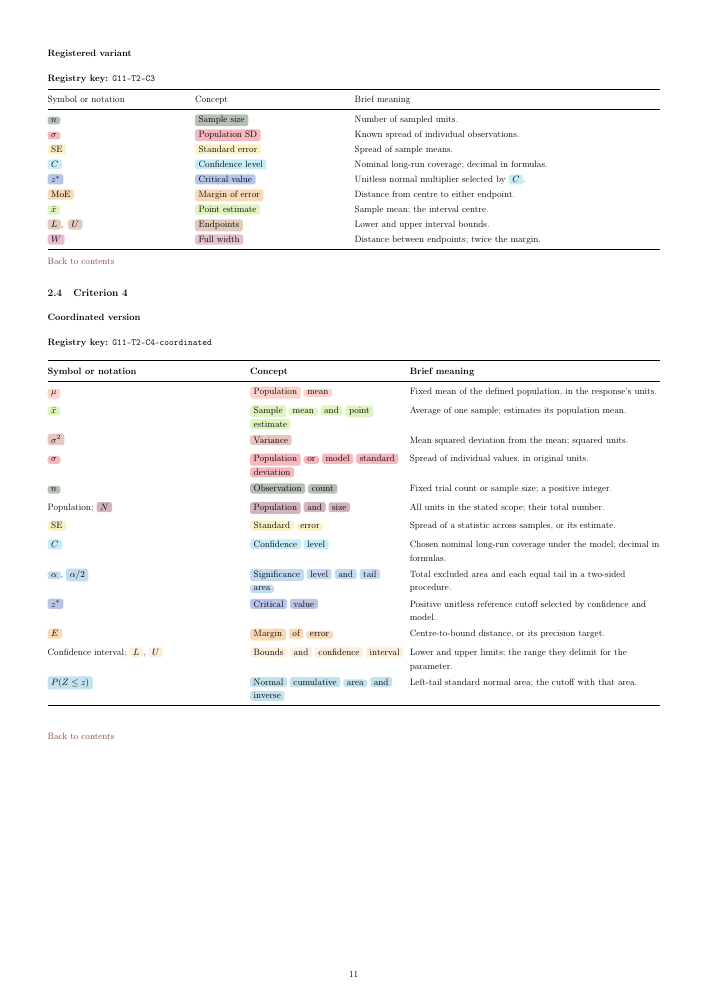 Registered variant
Registry key: G11-T2-C3
Symbol or notation Concept Brief meaning
n Sample size Number of sampled units.
σ Population SD Known spread of individual observations.
SE Standard error Spread of sample means.
C Confidence level Nominal long-run coverage; decimal in formulas.
z* Critical value Unitless normal multiplier selected by C.
MoE Margin of error Distance from centre to either endpoint.
x̄ Point estimate Sample mean; the interval centre.
L, U Endpoints Lower and upper interval bounds.
W Full width Distance between endpoints; twice the margin.
Back to contents
2.4 Criterion 4
Coordinated version
Registry key: G11-T2-C4-coordinated
Symbol or notation Concept Brief meaning
μ Population mean Fixed mean of the defined population, in the response's units.
x̄ Sample mean and point Average of one sample; estimates its population mean.
estimate
σ² Variance Mean squared deviation from the mean; squared units.
σ Population or model standard Spread of individual values, in original units.
deviation
n Observation count Fixed trial count or sample size; a positive integer.
Population; N Population and size All units in the stated scope; their total number.
SE Standard error Spread of a statistic across samples, or its estimate.
C Confidence level Chosen nominal long-run coverage under the model; decimal in
formulas.
α, α/2 Significance level and tail Total excluded area and each equal tail in a two-sided
area procedure.
z* Critical value Positive unitless reference cutoff selected by confidence and
model.
E Margin of error Centre-to-bound distance, or its precision target.
Confidence interval; L, U Bounds and confidence interval Lower and upper limits; the range they delimit for the
parameter.
P(Z ≤ z) Normal cumulative area and Left-tail standard normal area; the cutoff with that area.
inverse
Back to contents
11